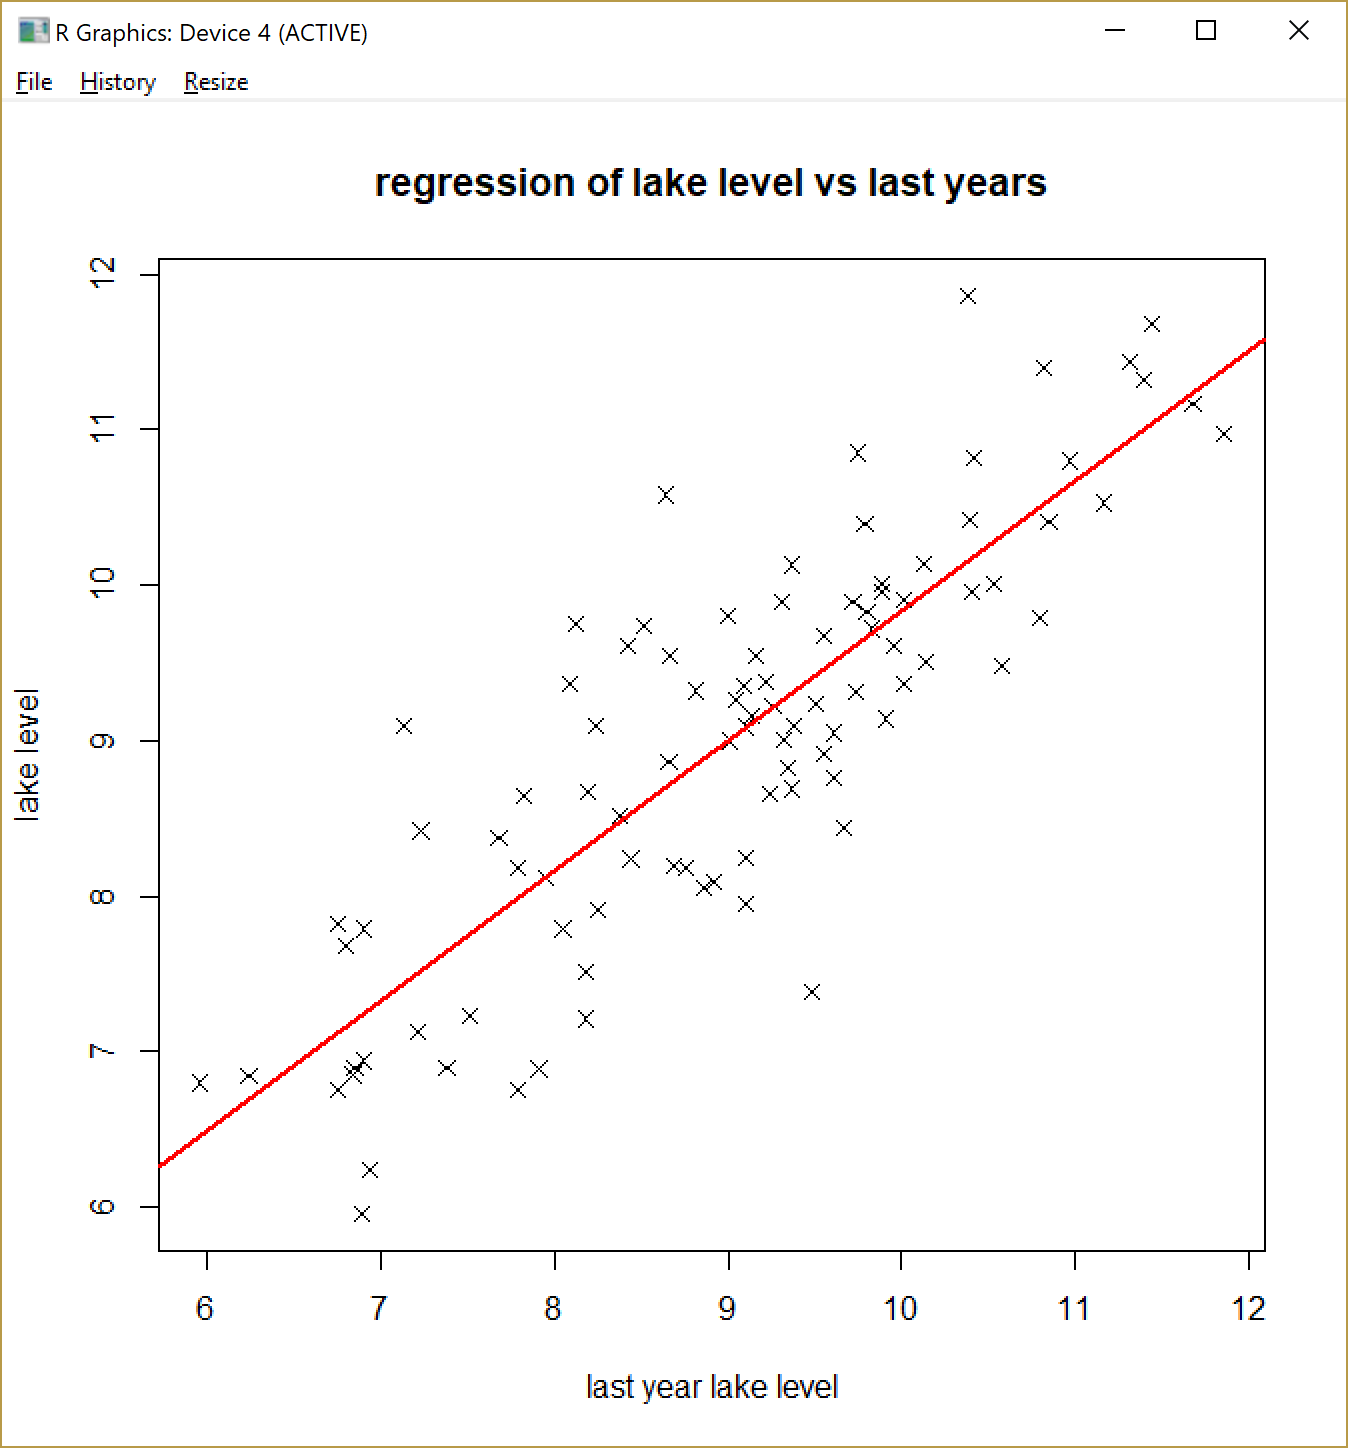 R Graphics: Device 4 (ACTIVE)
File History Resize
regression of lake level vs last years
12
11
10
9
8
7
6
lake level
6 7 8 9 10 11 12
last year lake level